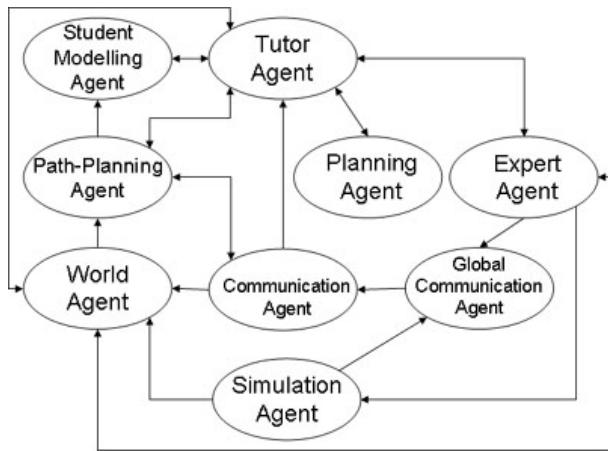 Student
Modelling
Agent
Tutor
Agent
Path-Planning
Agent
Planning
Agent
Expert
Agent
World
Agent
Communication
Agent
Global
Communication
Agent
Simulation
Agent